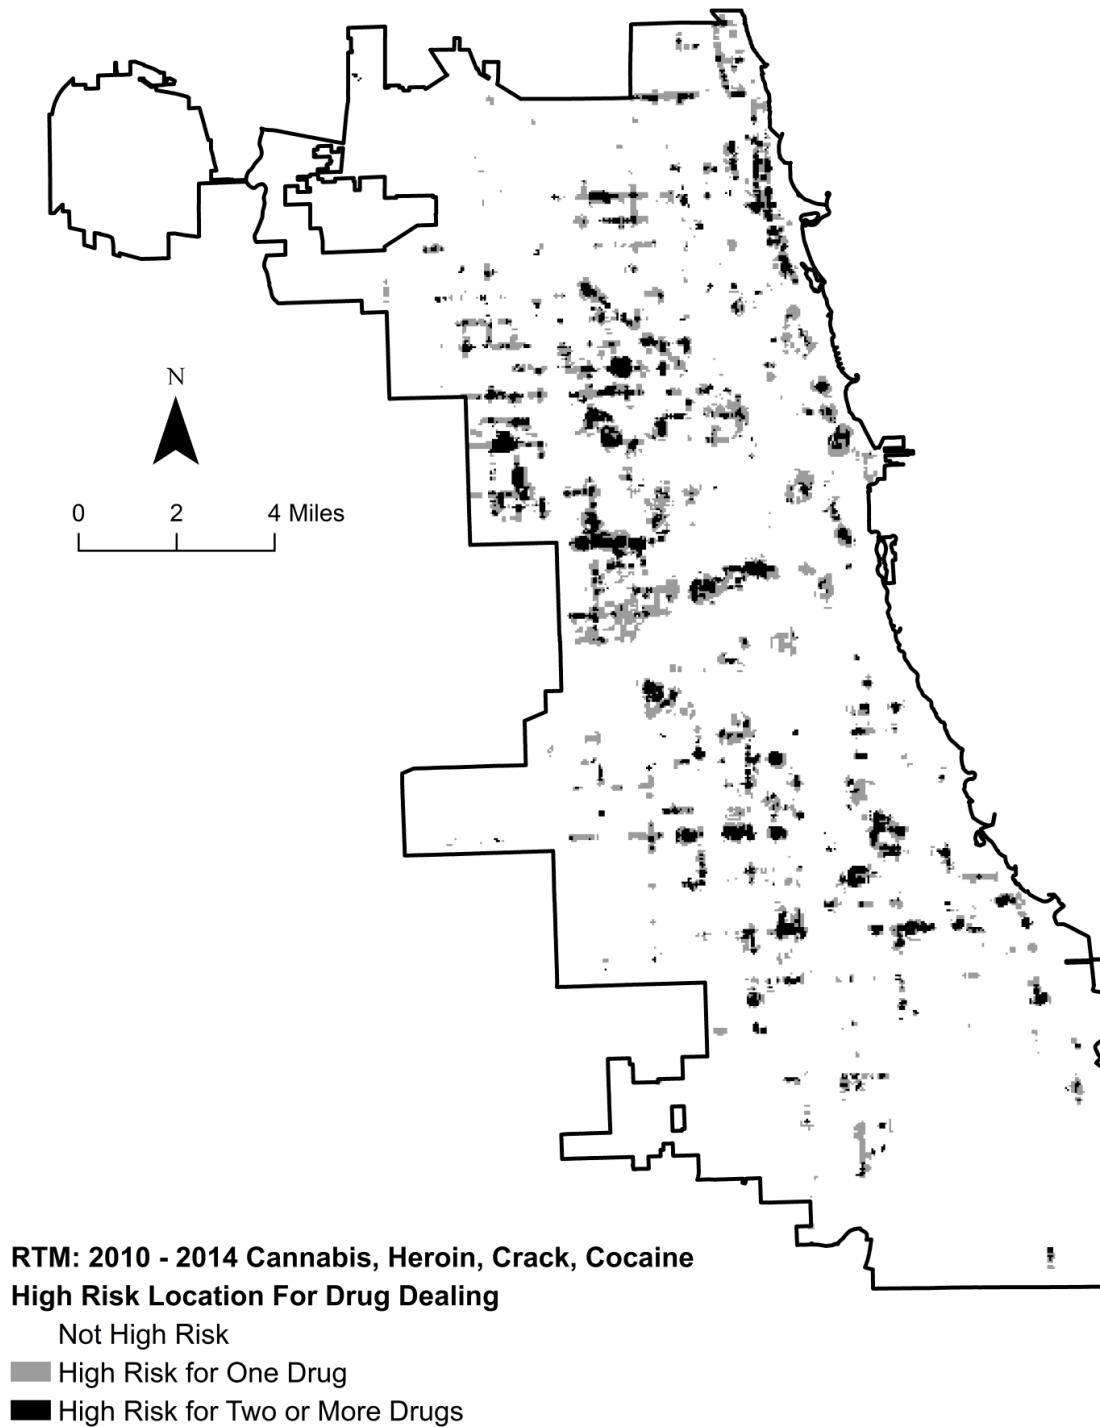 N
0 2 4 Miles
RTM: 2010 - 2014 Cannabis, Heroin, Crack, Cocaine
High Risk Location For Drug Dealing
Not High Risk
High Risk for One Drug
High Risk for Two or More Drugs